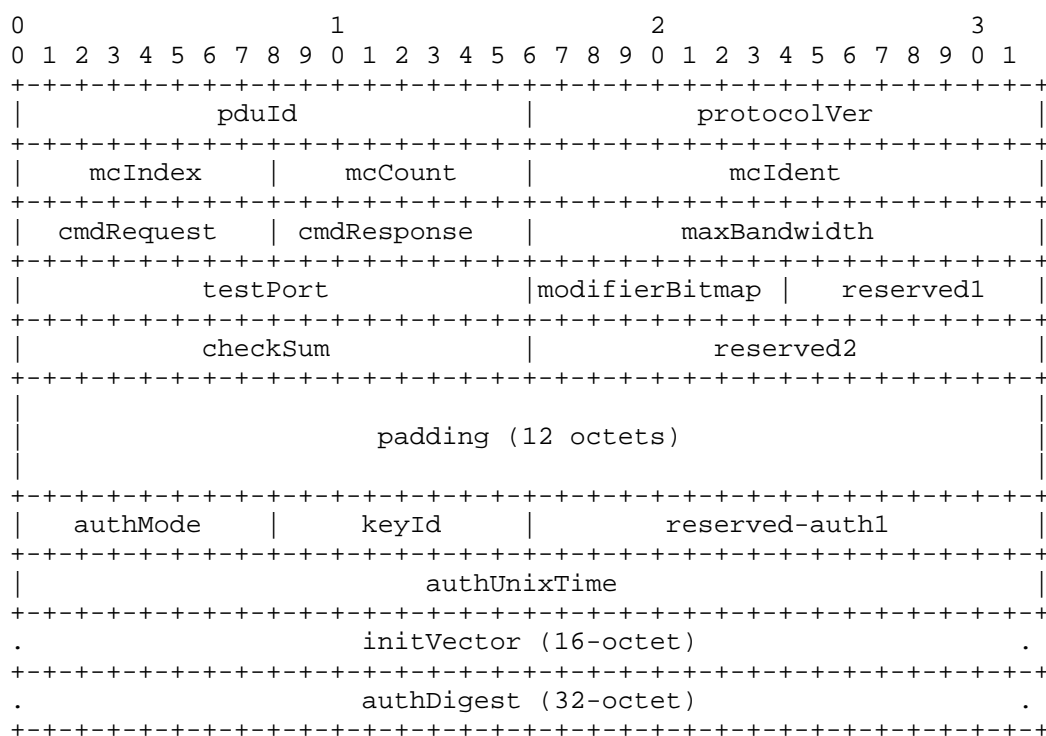 0                   1                   2                   3
0 1 2 3 4 5 6 7 8 9 0 1 2 3 4 5 6 7 8 9 0 1 2 3 4 5 6 7 8 9 0 1
+-+-+-+-+-+-+-+-+-+-+-+-+-+-+-+-+-+-+-+-+-+-+-+-+-+-+-+-+-+-+-+-+
|            pduId              |          protocolVer          |
+-+-+-+-+-+-+-+-+-+-+-+-+-+-+-+-+-+-+-+-+-+-+-+-+-+-+-+-+-+-+-+-+
|    mcIndex    |    mcCount    |            mcIdent            |
+-+-+-+-+-+-+-+-+-+-+-+-+-+-+-+-+-+-+-+-+-+-+-+-+-+-+-+-+-+-+-+-+
|  cmdRequest   | cmdResponse   |         maxBandwidth          |
+-+-+-+-+-+-+-+-+-+-+-+-+-+-+-+-+-+-+-+-+-+-+-+-+-+-+-+-+-+-+-+-+
|           testPort            |modifierBitmap |   reserved1   |
+-+-+-+-+-+-+-+-+-+-+-+-+-+-+-+-+-+-+-+-+-+-+-+-+-+-+-+-+-+-+-+-+
|           checkSum            |           reserved2           |
+-+-+-+-+-+-+-+-+-+-+-+-+-+-+-+-+-+-+-+-+-+-+-+-+-+-+-+-+-+-+-+-+
|                                                               |
|                      padding (12 octets)                      |
|                                                               |
+-+-+-+-+-+-+-+-+-+-+-+-+-+-+-+-+-+-+-+-+-+-+-+-+-+-+-+-+-+-+-+-+
|   authMode    |     keyId     |        reserved-auth1         |
+-+-+-+-+-+-+-+-+-+-+-+-+-+-+-+-+-+-+-+-+-+-+-+-+-+-+-+-+-+-+-+-+
|                         authUnixTime                          |
+-+-+-+-+-+-+-+-+-+-+-+-+-+-+-+-+-+-+-+-+-+-+-+-+-+-+-+-+-+-+-+-+
.                     initVector (16-octet)                    .
+-+-+-+-+-+-+-+-+-+-+-+-+-+-+-+-+-+-+-+-+-+-+-+-+-+-+-+-+-+-+-+-+
.                     authDigest (32-octet)                    .
+-+-+-+-+-+-+-+-+-+-+-+-+-+-+-+-+-+-+-+-+-+-+-+-+-+-+-+-+-+-+-+-+